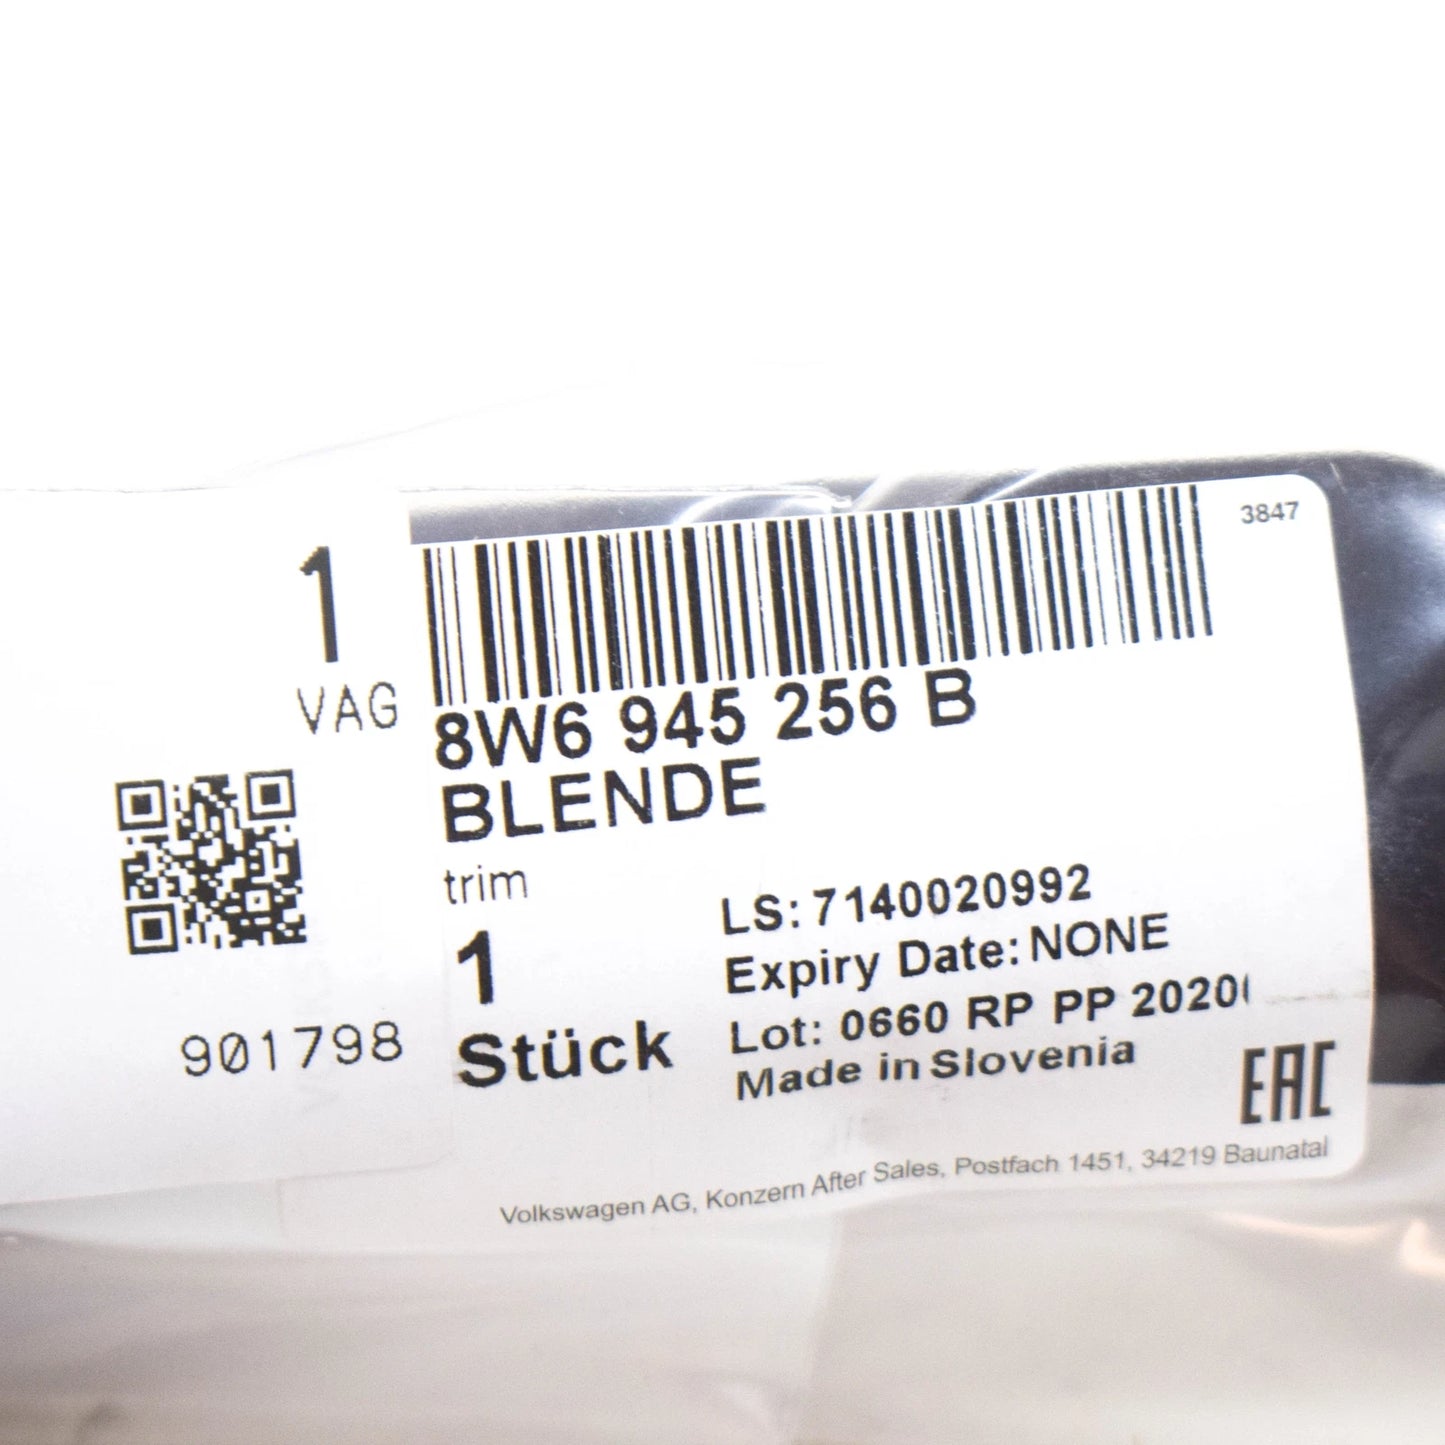 3847
1
VAG
8W6 945 256 B
BLENDE
trim
1
Stück
LS: 7140020992
Expiry Date: NONE
Lot: 0660 RP PP 2020
Made in Slovenia
901798
EAC
Volkswagen AG, Konzern After Sales, Postfach 1451, 34219 Baunatal